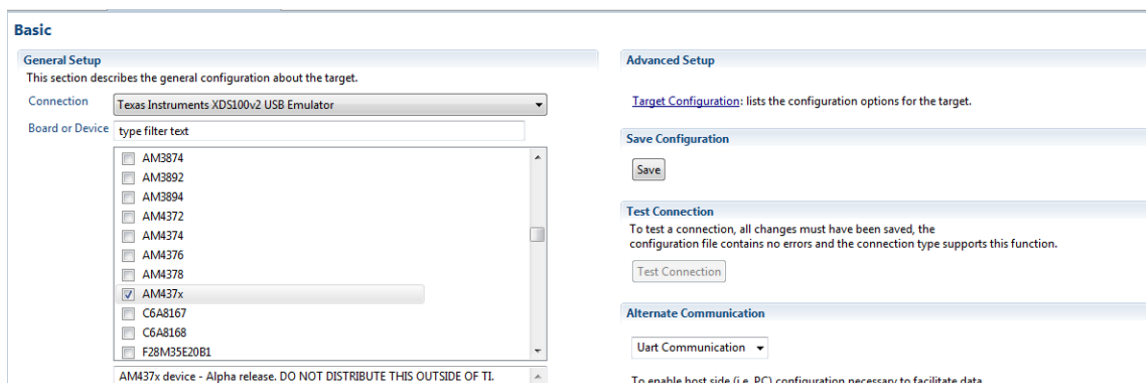 Basic
General Setup
This section describes the general configuration about the target.
Connection
Texas Instruments XDS100v2 USB Emulator
Board or Device
type filter text
AM3874
AM3892
AM3894
AM4372
AM4374
AM4376
AM4378
AM437x
C6A8167
C6A8168
F28M35E20B1
AM437x device - Alpha release. DO NOT DISTRIBUTE THIS OUTSIDE OF TI.
Advanced Setup
Target Configuration: lists the configuration options for the target.
Save Configuration
Save
Test Connection
To test a connection, all changes must have been saved, the
configuration file contains no errors and the connection type supports this function.
Test Connection
Alternate Communication
Uart Communication
To enable host side (i.e. PC) configuration necessary to facilitate data